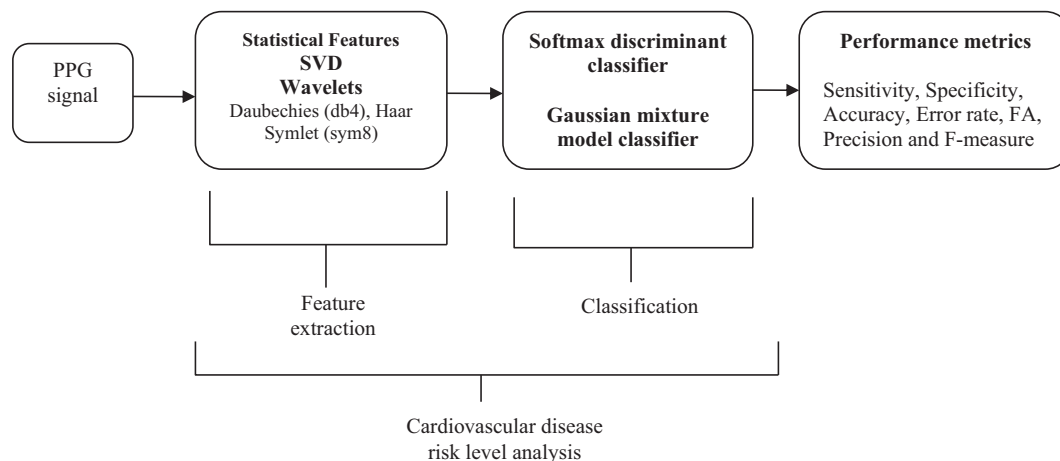 PPG
signal
Statistical Features
SVD
Wavelets
Daubechies (db4), Haar
Symlet (sym8)
Softmax discriminant
classifier
Gaussian mixture
model classifier
Performance metrics
Sensitivity, Specificity,
Accuracy, Error rate, FA,
Precision and F-measure
Feature
extraction
Classification
Cardiovascular disease
risk level analysis